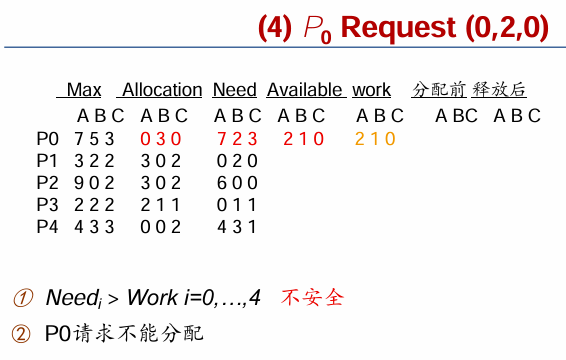 (4) P0 Request (0,2,0)
Max Allocation Need Available work 分配前 释放后
A B C A B C A B C A B C A B C A BC A B C
P0 7 5 3 0 3 0 7 2 3 2 1 0 2 1 0
P1 3 2 2 3 0 2 0 2 0
P2 9 0 2 3 0 2 6 0 0
P3 2 2 2 2 1 1 0 1 1
P4 4 3 3 0 0 2 4 3 1
① Needi > Work i=0,…,4 不安全
② P0请求不能分配